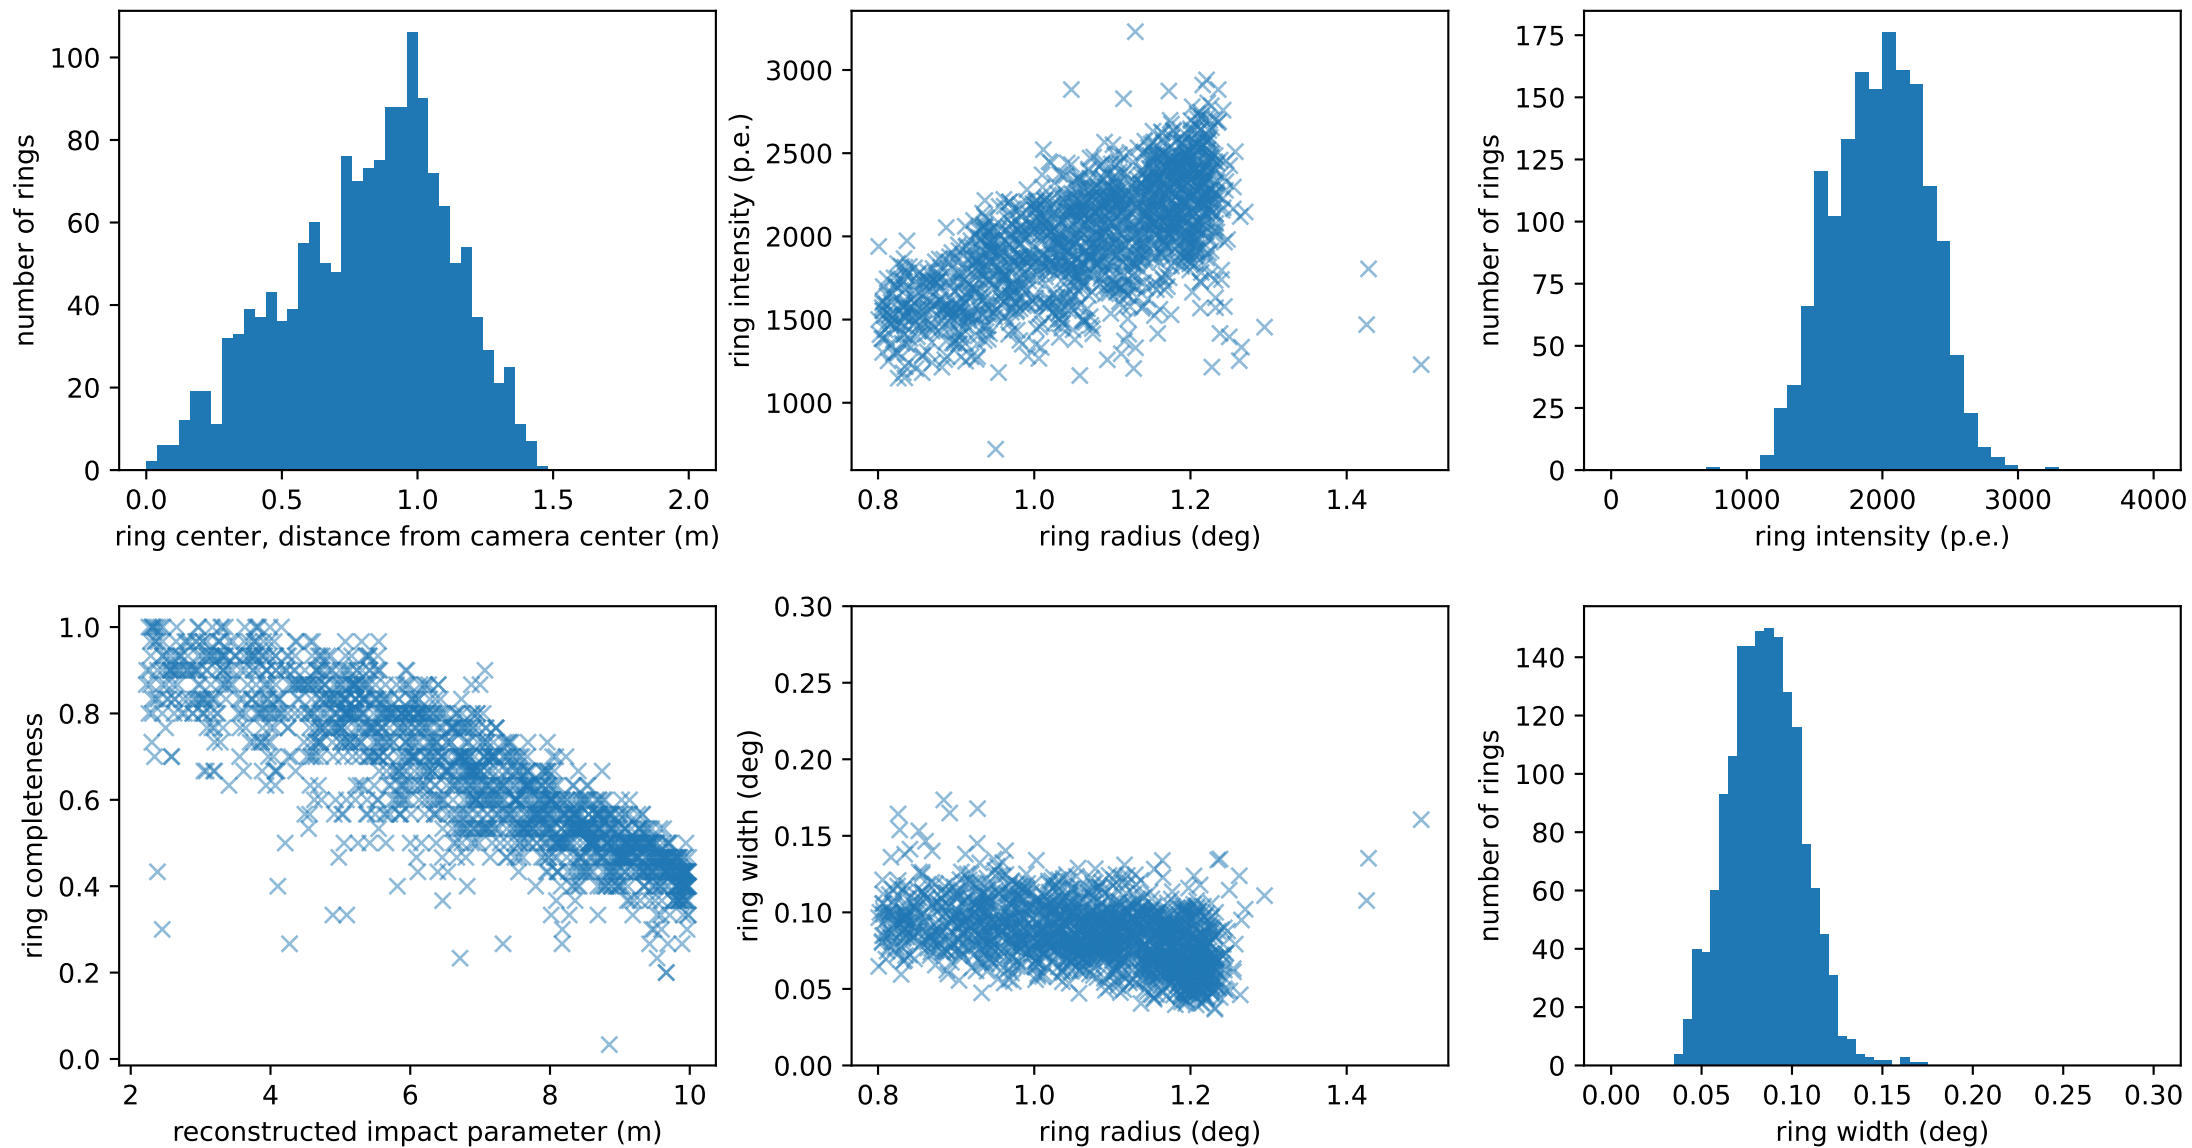 100
80
60
40
20
0
number of rings
0.0 0.5 1.0 1.5 2.0
ring center, distance from camera center (m)
3000
2500
2000
1500
1000
ring intensity (p.e.)
0.8 1.0 1.2 1.4
ring radius (deg)
175
150
125
100
75
50
25
0
number of rings
0 1000 2000 3000 4000
ring intensity (p.e.)
1.0
0.8
0.6
0.4
0.2
0.0
ring completeness
2 4 6 8 10
reconstructed impact parameter (m)
0.30
0.25
0.20
0.15
0.10
0.05
0.00
ring width (deg)
0.8 1.0 1.2 1.4
ring radius (deg)
140
120
100
80
60
40
20
0
number of rings
0.00 0.05 0.10 0.15 0.20 0.25 0.30
ring width (deg)